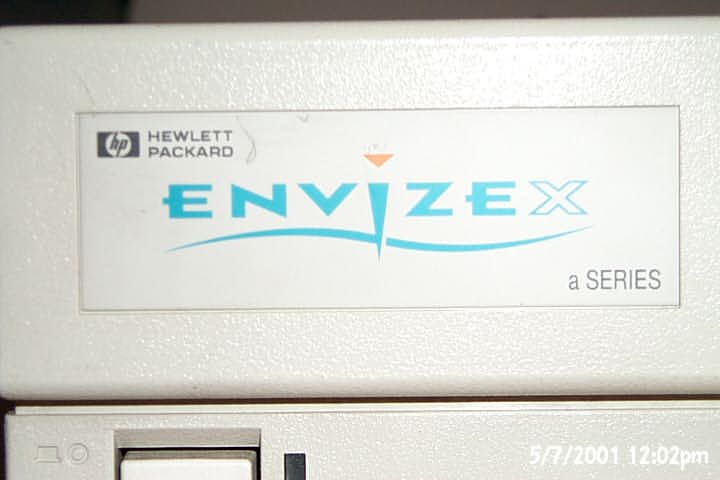 hp HEWLETT
PACKARD
ENVIZEX
a SERIES
5/7/2001 12:02pm